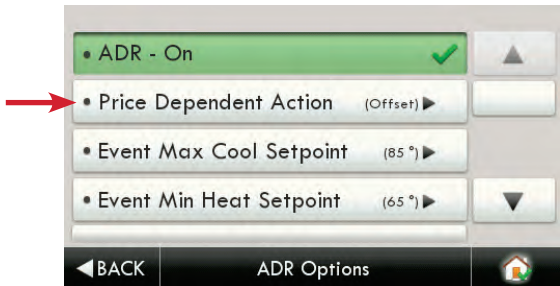 • ADR - On
• Price Dependent Action (Offset)
• Event Max Cool Setpoint (85 °)
• Event Min Heat Setpoint (65 °)
BACK ADR Options